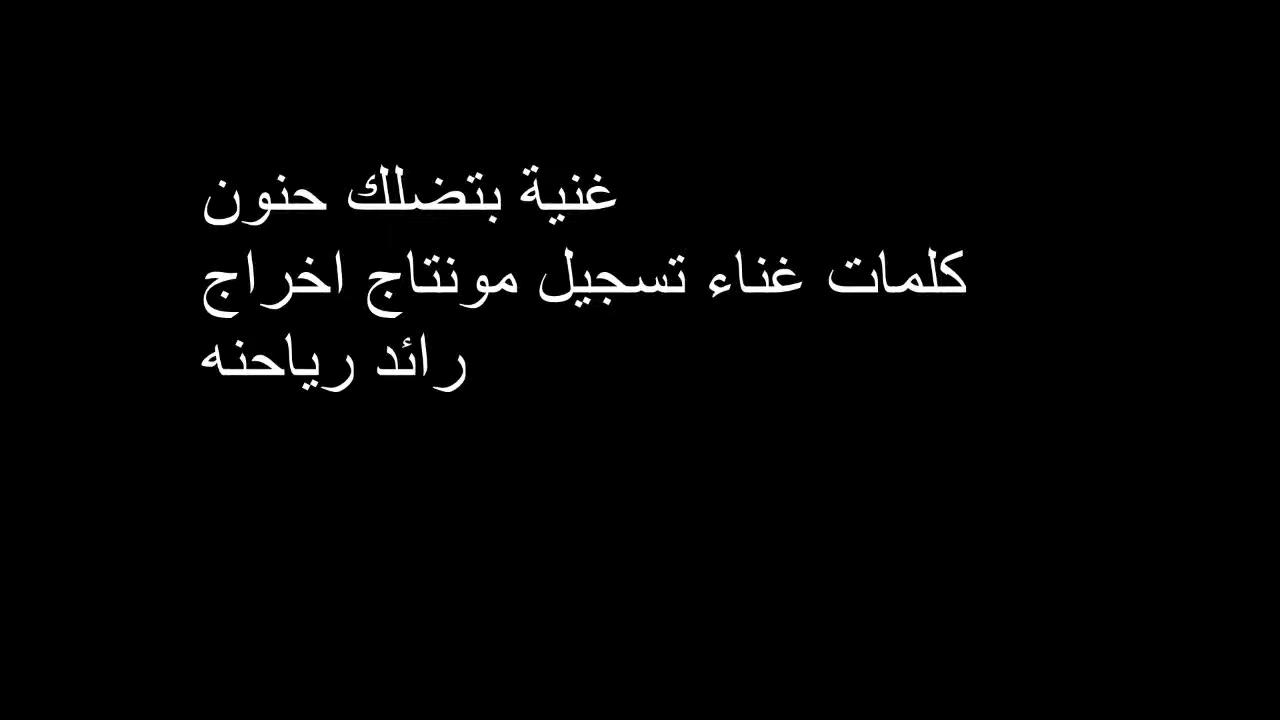 غنية بتضلك حنون
كلمات غناء تسجيل مونتاج اخراج
رائد رياحنه